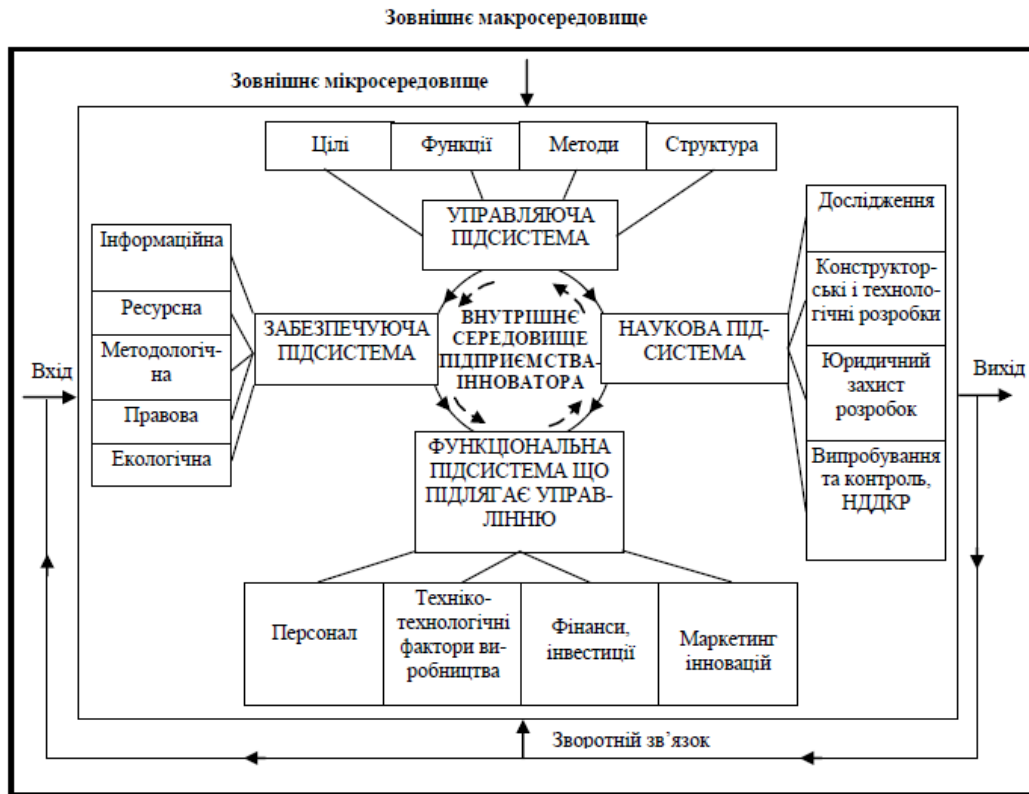 Зовнішнє макросередовище
Зовнішнє мікросередовище
Цілі
Функції
Методи
Структура
УПРАВЛЯЮЧА
ПІДСИСТЕМА
Інформаційна
Ресурсна
Методологіч-
на
Правова
Екологічна
ЗАБЕЗПЕЧУЮЧА
ПІДСИСТЕМА
ВНУТРІШНЄ
СЕРЕДОВИЩЕ
ПІДПРИЄМСТВА-
ІННОВАТОРА
НАУКОВА ПІД-
СИСТЕМА
Дослідження
Конструктор-
ські і техноло-
гічні розробки
Юридичний
захист
розробок
Випробування
та контроль,
НДДКР
Вхід
Вихід
ФУНКЦІОНАЛЬНА
ПІДСИСТЕМА ЩО
ПІДЛЯГАЄ УПРАВ-
ЛІННЮ
Персонал
Техніко-
технологічні
фактори ви-
робництва
Фінанси,
інвестиції
Маркетинг
інновацій
Зворотній зв’язок